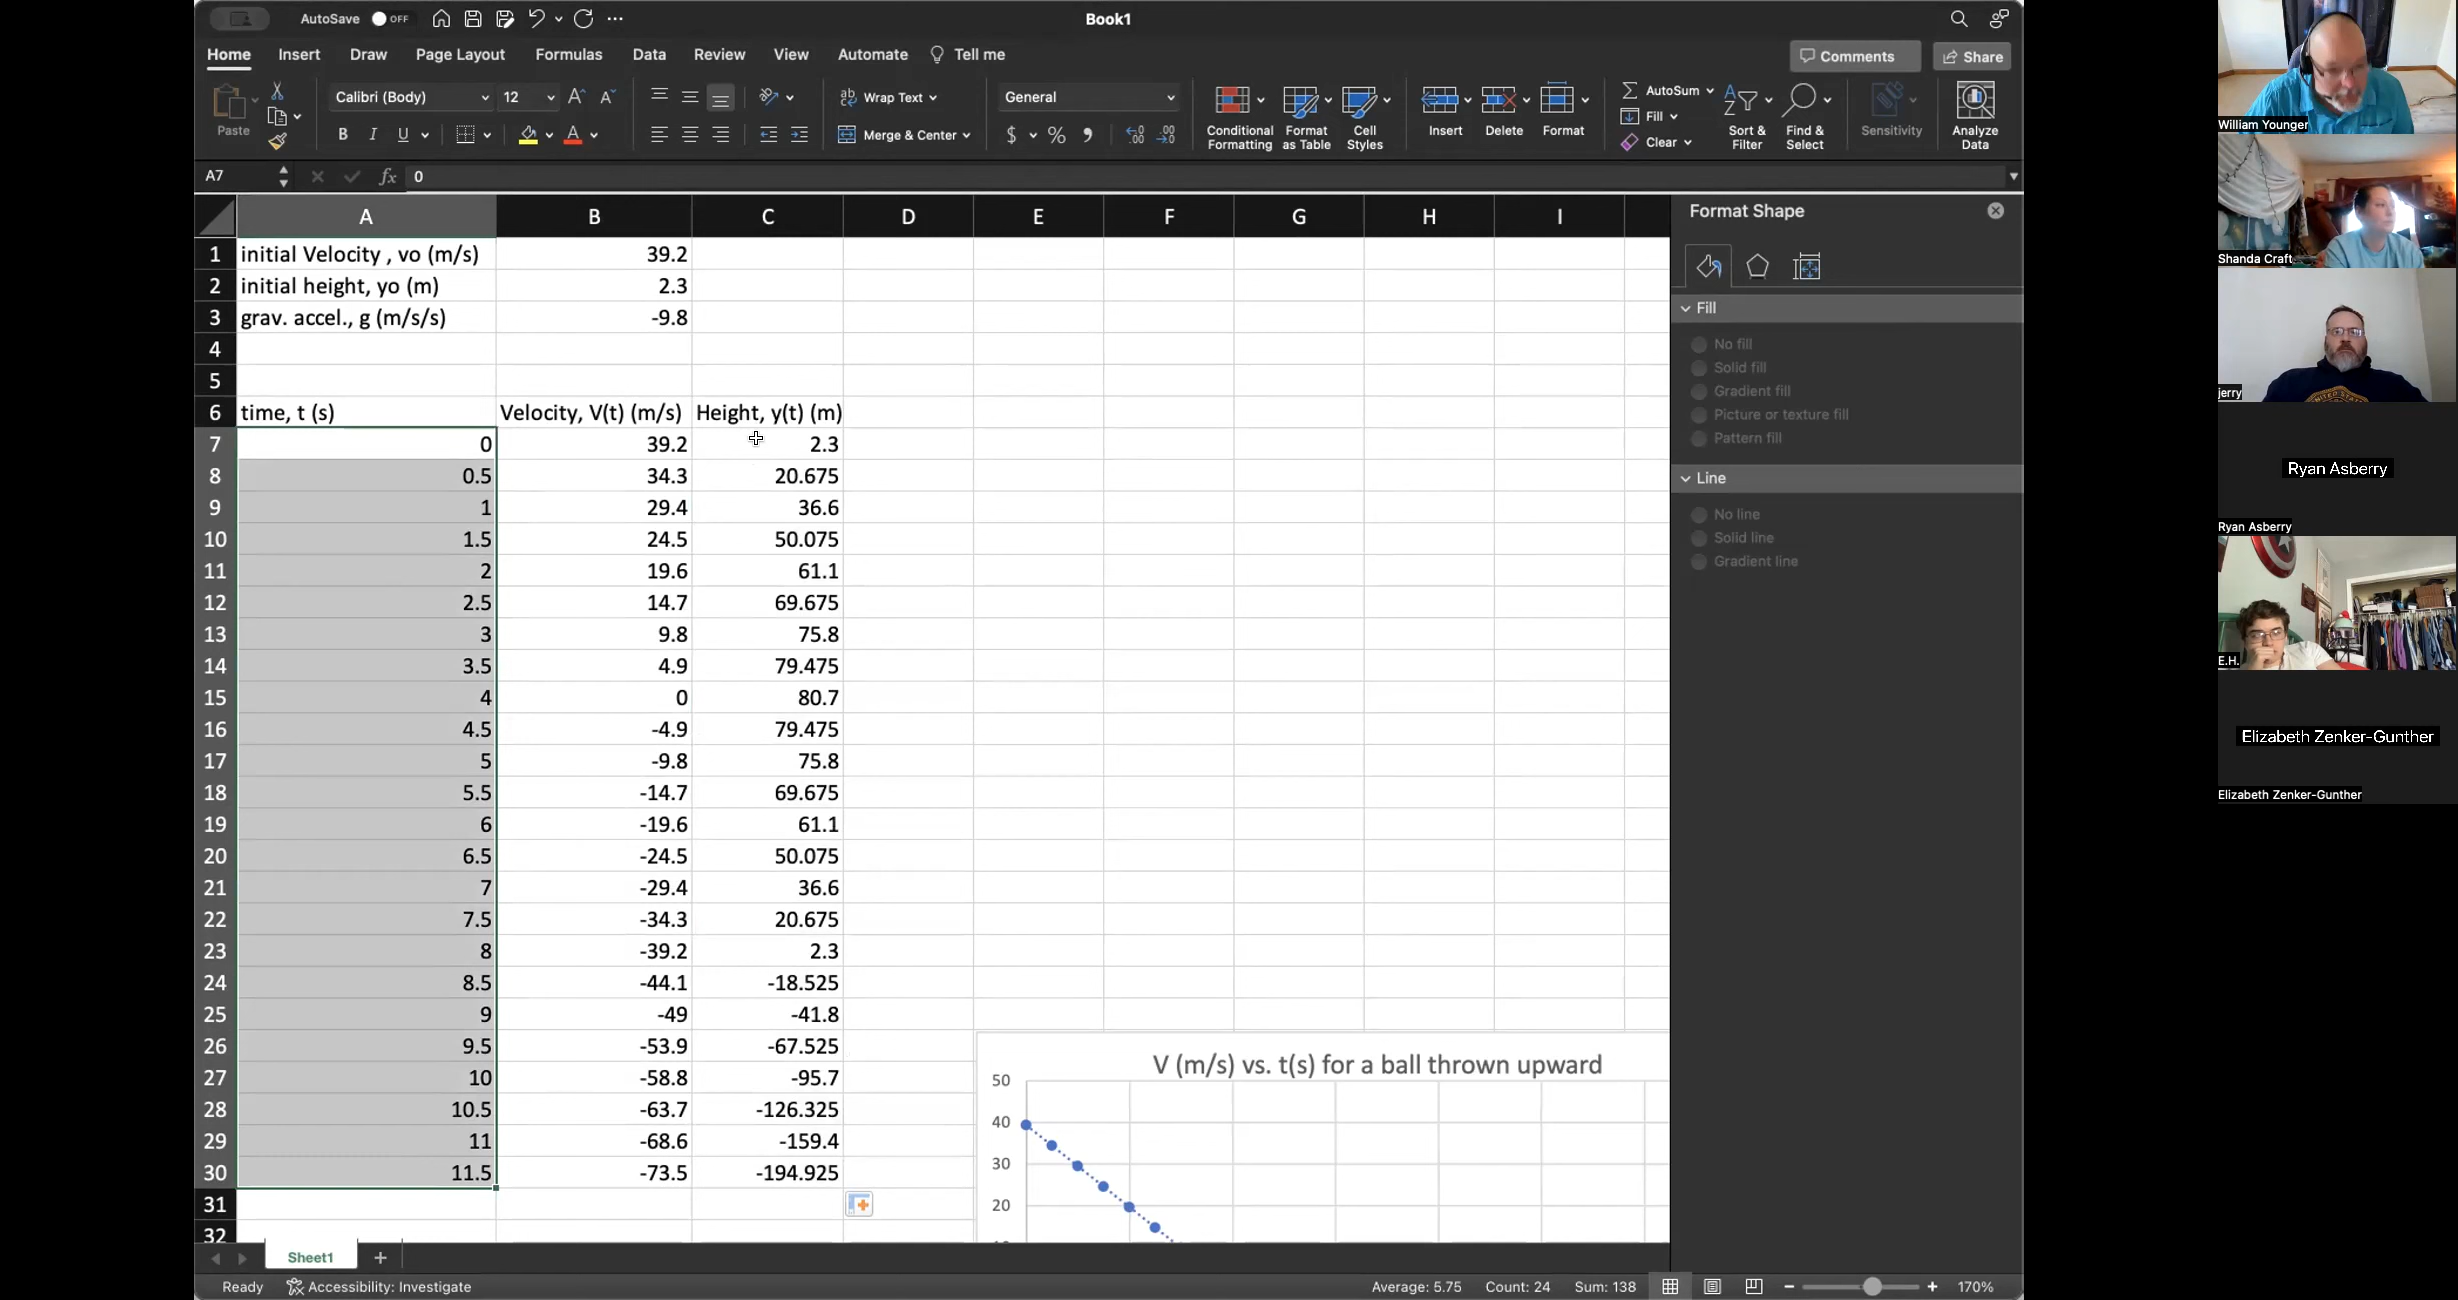 AutoSave OFF Book1
Home Insert Draw Page Layout Formulas Data Review View Automate Tell me Comments Share
Paste Calibri (Body) 12 A A Wrap Text General Conditional Formatting Format as Table Cell Styles Insert Delete Format AutoSum Fill Clear Sort & Filter Find & Select Sensitivity Analyze Data
B I U A Merge & Center $ %
A7 fx 0
A B C D E F G H I
1 initial Velocity , vo (m/s) 39.2
2 initial height, yo (m) 2.3
3 grav. accel., g (m/s/s) -9.8
4
5
6 time, t (s) Velocity, V(t) (m/s) Height, y(t) (m)
7 0 39.2 2.3
8 0.5 34.3 20.675
9 1 29.4 36.6
10 1.5 24.5 50.075
11 2 19.6 61.1
12 2.5 14.7 69.675
13 3 9.8 75.8
14 3.5 4.9 79.475
15 4 0 80.7
16 4.5 -4.9 79.475
17 5 -9.8 75.8
18 5.5 -14.7 69.675
19 6 -19.6 61.1
20 6.5 -24.5 50.075
21 7 -29.4 36.6
22 7.5 -34.3 20.675
23 8 -39.2 2.3
24 8.5 -44.1 -18.525
25 9 -49 -41.8
26 9.5 -53.9 -67.525
27 10 -58.8 -95.7
28 10.5 -63.7 -126.325
29 11 -68.6 -159.4
30 11.5 -73.5 -194.925
31
32
V (m/s) vs. t(s) for a ball thrown upward
50
40
30
20
Format Shape
Fill
No fill
Solid fill
Gradient fill
Picture or texture fill
Pattern fill
Line
No line
Solid line
Gradient line
Sheet1 +
Ready Accessibility: Investigate Average: 5.75 Count: 24 Sum: 138 170%
William Younger
Shanda Craft
jerry
Ryan Asberry
Ryan Asberry
E.H.
Elizabeth Zenker-Gunther
Elizabeth Zenker-Gunther